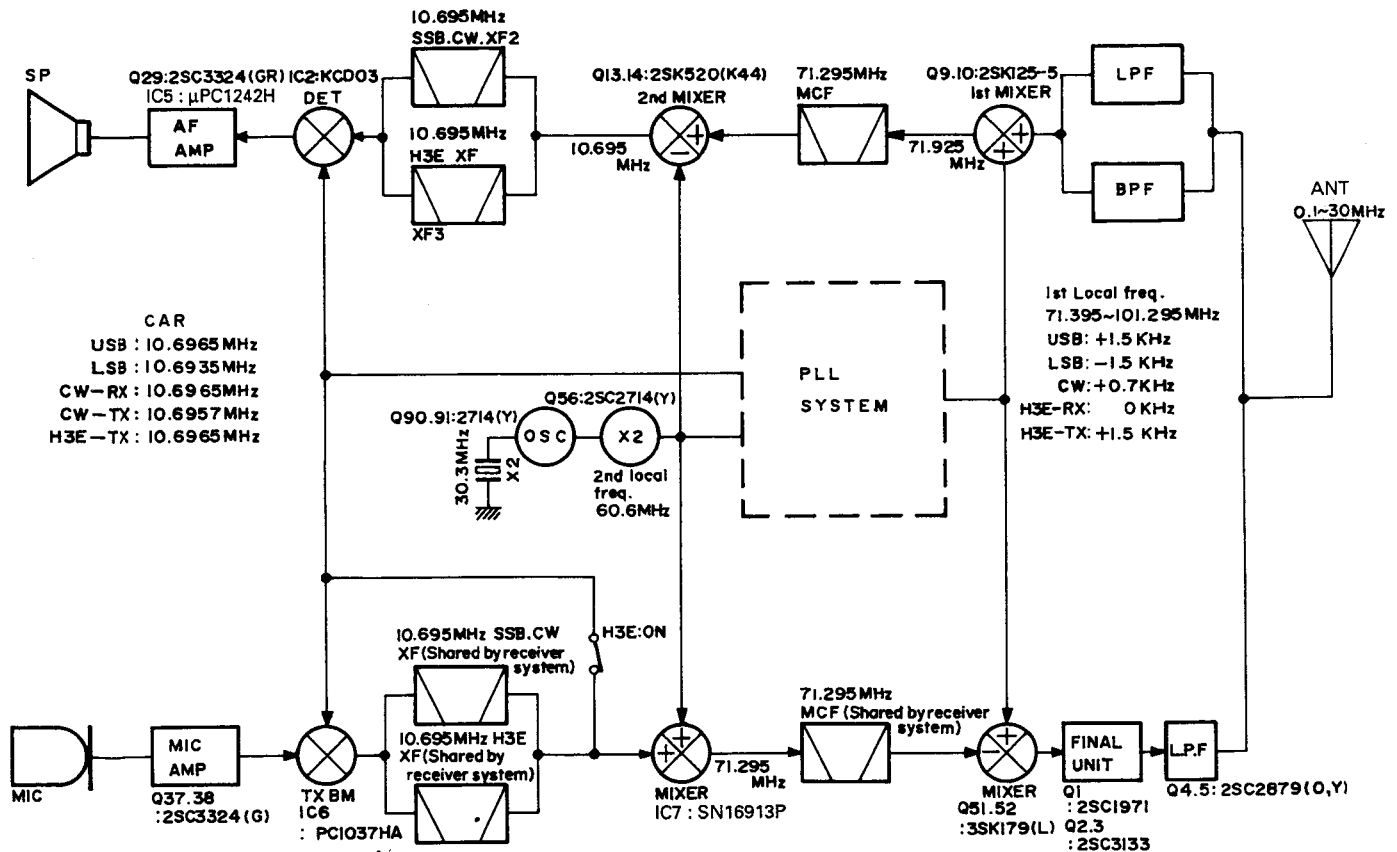 10.695MHz
SSB.CW.XF2
SP
Q29:2SC3324(GR)
IC2:KCD03
IC5 : µPC1242H
DET
AF
AMP
10.695MHz
H3E XF
XF3
Q13.14:2SK520(K44)
2nd MIXER
10.695
MHz
71.295MHz
MCF
Q9.10:2SK125-5
1st MIXER
71.925
MHz
LPF
BPF
ANT
0.1~30MHz
CAR
USB : 10.6965MHz
LSB : 10.6935MHz
CW-RX : 10.6965MHz
CW-TX : 10.6957MHz
H3E-TX : 10.6965MHz
Q56:2SC2714(Y)
Q90.91:2714(Y)
30.3MHz
X2
OSC
X2
2nd local
freq.
60.6MHz
PLL
SYSTEM
1st Local freq.
71.395~101.295MHz
USB: +1.5 KHz
LSB: -1.5 KHz
CW: +0.7KHz
H3E-RX: 0 KHz
H3E-TX: +1.5 KHz
10.695MHz SSB.CW
XF(Shared by receiver
system)
H3E:ON
10.695MHz H3E
XF(Shared by
receiver system)
MIC
MIC
AMP
Q37.38
:2SC3324(G)
TX BM
IC6
: PC1037HA
MIXER
IC7 : SN16913P
71.295
MHz
71.295MHz
MCF (Shared by receiver
system)
MIXER
Q51.52
:3SK179(L)
FINAL
UNIT
Q1
:2SC1971
Q2.3
:2SC3133
L.P.F
Q4.5: 2SC2879(O,Y)